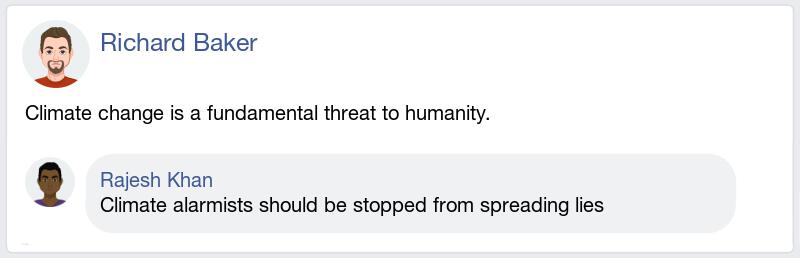 Richard Baker
Climate change is a fundamental threat to humanity.
Rajesh Khan
Climate alarmists should be stopped from spreading lies